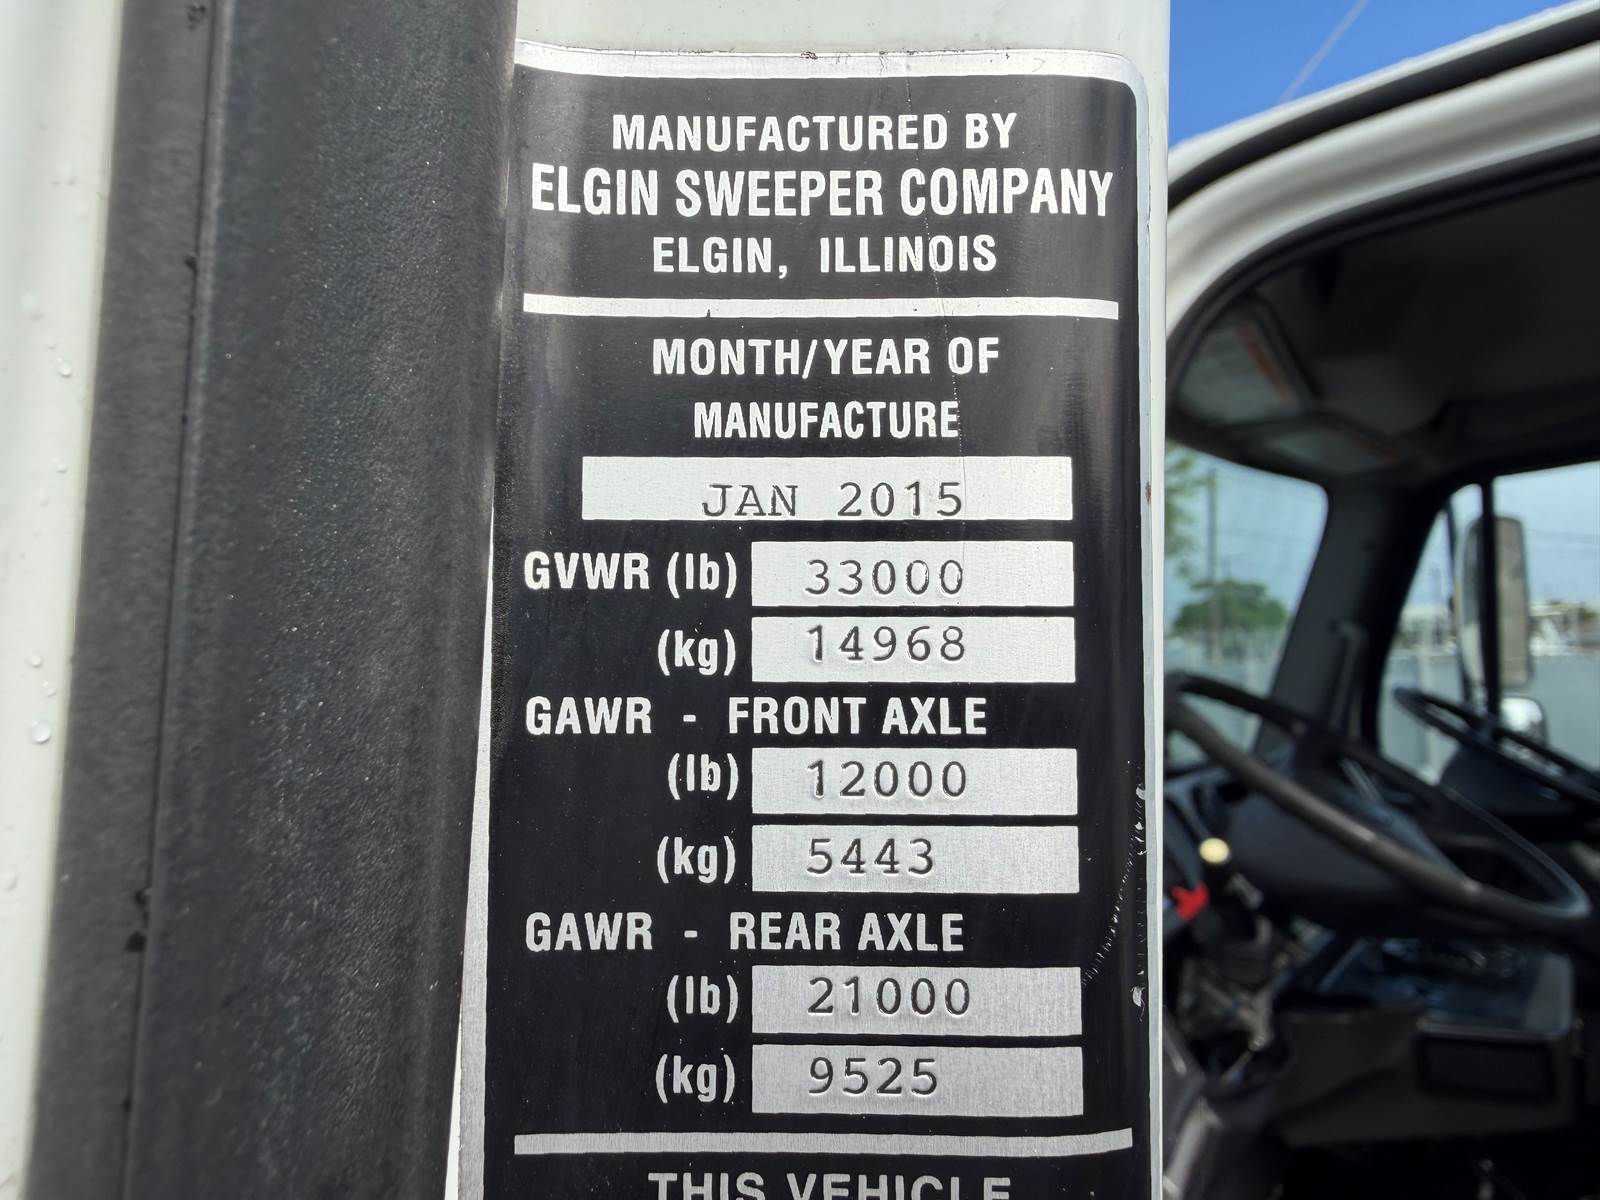 MANUFACTURED BY
ELGIN SWEEPER COMPANY
ELGIN, ILLINOIS
MONTH/YEAR OF
MANUFACTURE
JAN 2015
GVWR (lb) 33000
(kg) 14968
GAWR - FRONT AXLE
(lb) 12000
(kg) 5443
GAWR - REAR AXLE
(lb) 21000
(kg) 9525
THIS VEHICLE